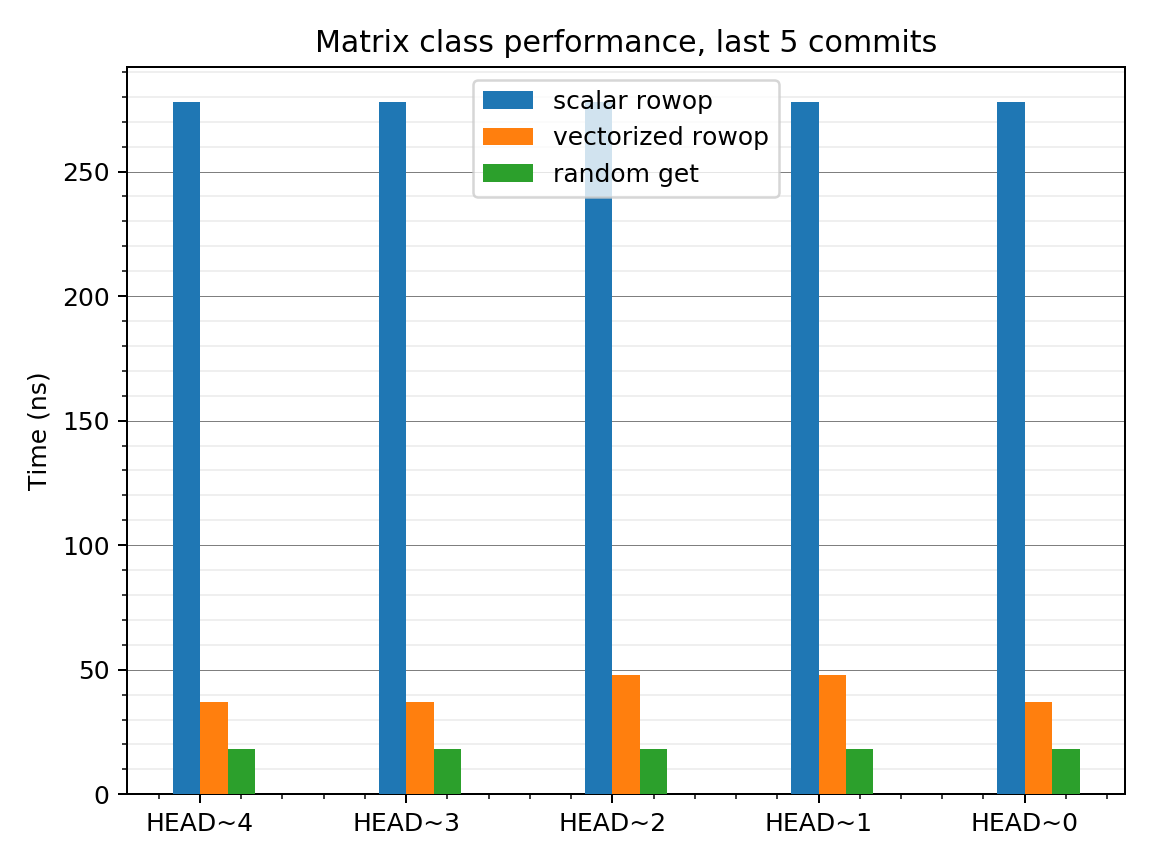 Matrix class performance, last 5 commits
scalar rowop
vectorized rowop
random get
Time (ns)
250
200
150
100
50
0
HEAD~4 HEAD~3 HEAD~2 HEAD~1 HEAD~0